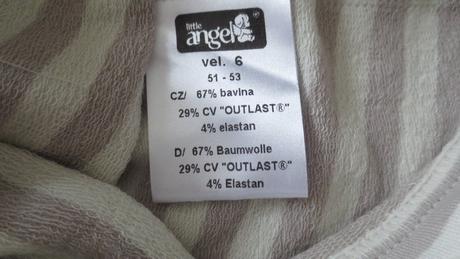 little
angel
vel. 6
51 - 53
CZ/ 67% bavlna
29% CV "OUTLAST®"
4% elastan
D/ 67% Baumwolle
29% CV "OUTLAST®"
4% Elastan